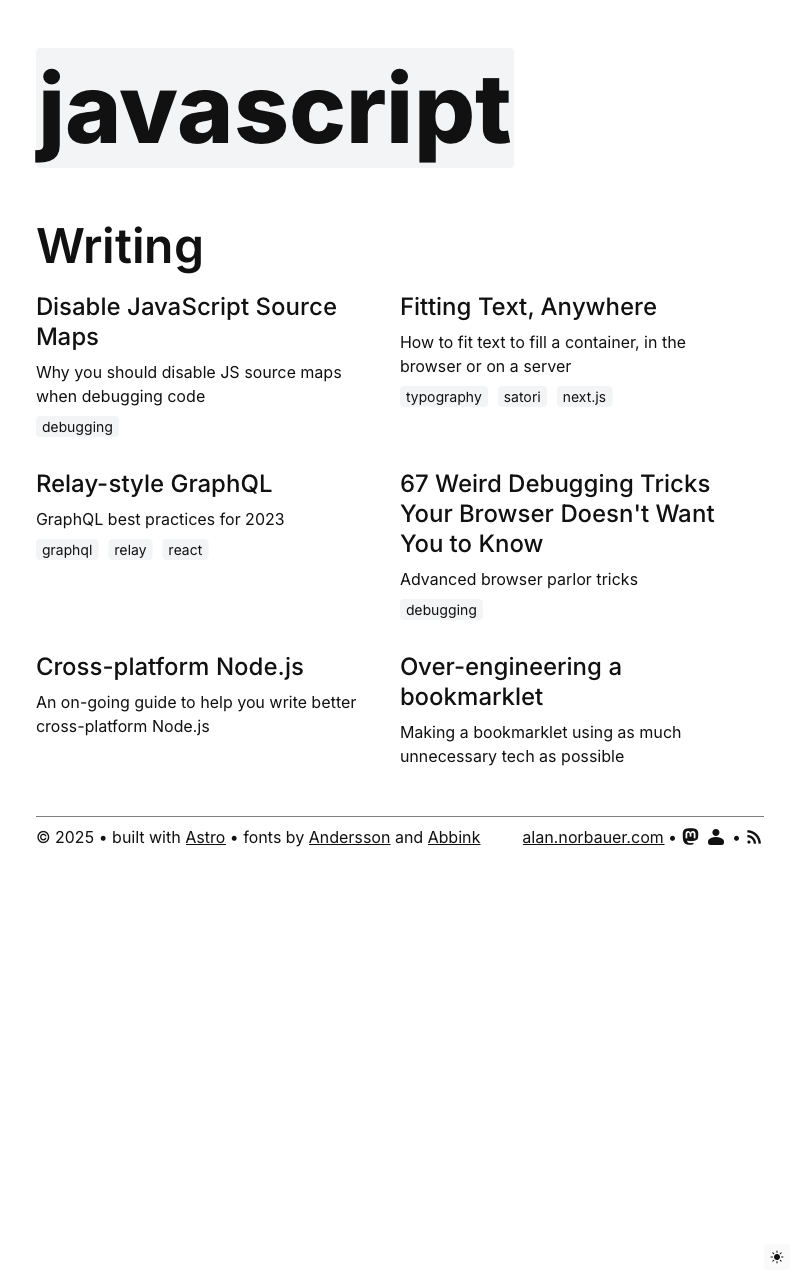 javascript
Writing
Disable JavaScript Source
Maps
Why you should disable JS source maps
when debugging code
debugging
Fitting Text, Anywhere
How to fit text to fill a container, in the
browser or on a server
typography satori next.js
Relay-style GraphQL
GraphQL best practices for 2023
graphql relay react
67 Weird Debugging Tricks
Your Browser Doesn't Want
You to Know
Advanced browser parlor tricks
debugging
Cross-platform Node.js
An on-going guide to help you write better
cross-platform Node.js
Over-engineering a
bookmarklet
Making a bookmarklet using as much
unnecessary tech as possible
© 2025 • built with Astro • fonts by Andersson and Abbink alan.norbauer.com • •